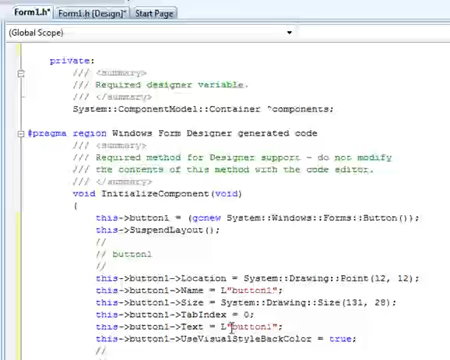 Form1.h* Form1.h [Design]* Start Page
(Global Scope)
private:
/// <summary>
/// Required designer variable.
/// </summary>
System::ComponentModel::Container ^components;
#pragma region Windows Form Designer generated code
/// <summary>
/// Required method for Designer support - do not modify
/// the contents of this method with the code editor.
/// </summary>
void InitializeComponent(void)
{
this->button1 = (gcnew System::Windows::Forms::Button());
this->SuspendLayout();
//
// button1
//
this->button1->Location = System::Drawing::Point(12, 12);
this->button1->Name = L"button1";
this->button1->Size = System::Drawing::Size(131, 28);
this->button1->TabIndex = 0;
this->button1->Text = L"button1";
this->button1->UseVisualStyleBackColor = true;
//